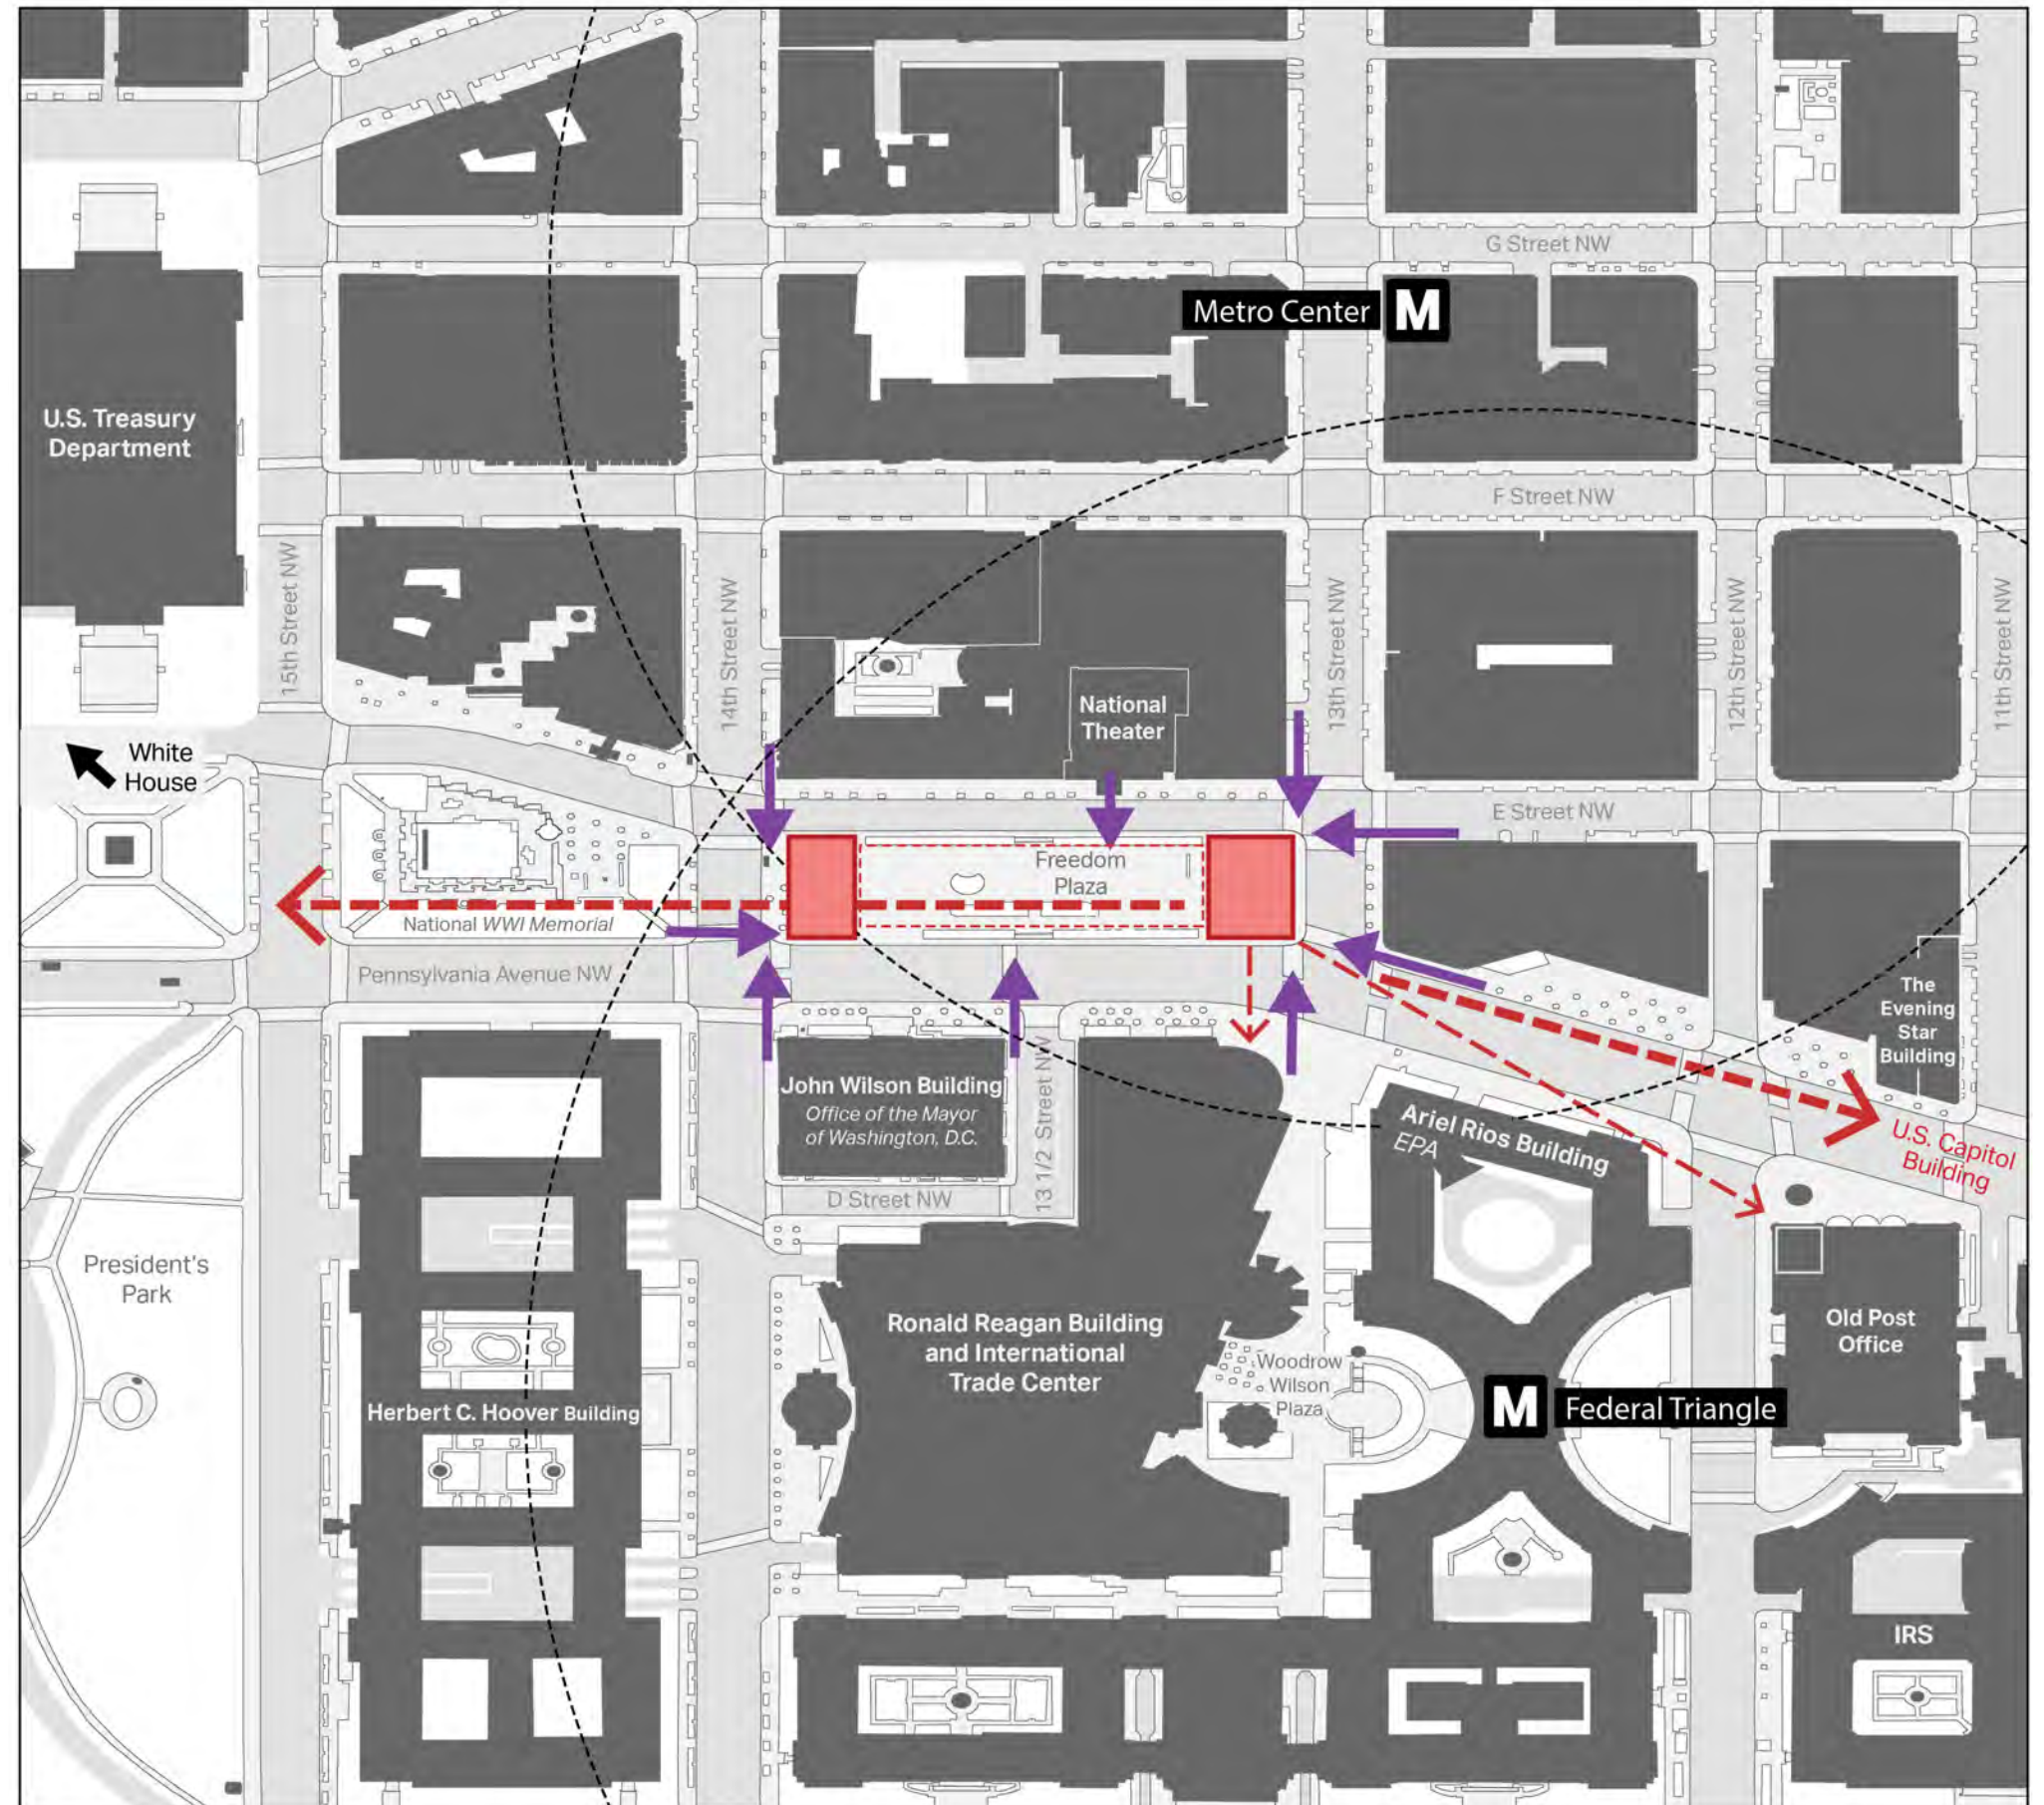 G Street NW
Metro Center
M
U.S. Treasury
Department
F Street NW
15th Street NW
14th Street NW
13th Street NW
12th Street NW
11th Street NW
National
Theater
White
House
E Street NW
Freedom
Plaza
National WWI Memorial
Pennsylvania Avenue NW
The
Evening
Star
Building
John Wilson Building
Office of the Mayor
of Washington, D.C.
13 1/2 Street NW
Ariel Rios Building
EPA
U.S. Capitol
Building
D Street NW
President's
Park
Ronald Reagan Building
and International
Trade Center
Old Post
Office
Woodrow
Wilson
Plaza
Herbert C. Hoover Building
M
Federal Triangle
IRS